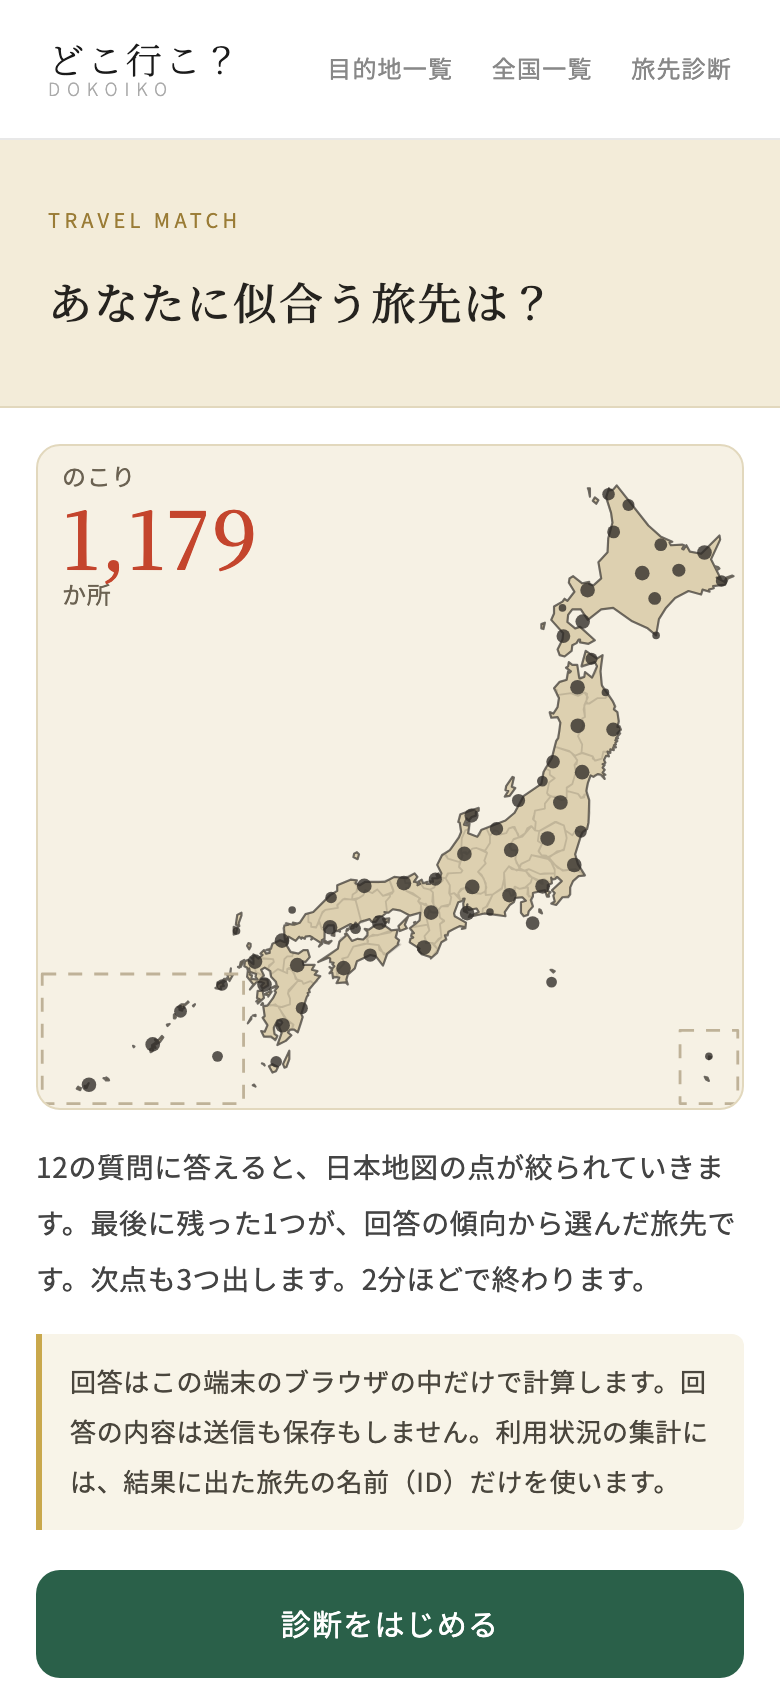 どこ行こ？
DOKOIKO
目的地一覧 全国一覧 旅先診断
TRAVEL MATCH
あなたに似合う旅先は？
のこり
1,179
か所
12の質問に答えると、日本地図の点が絞られていきま
す。最後に残った1つが、回答の傾向から選んだ旅先で
す。次点も3つ出します。2分ほどで終わります。
回答はこの端末のブラウザの中だけで計算します。回
答の内容は送信も保存もしません。利用状況の集計に
は、結果に出た旅先の名前（ID）だけを使います。
診断をはじめる